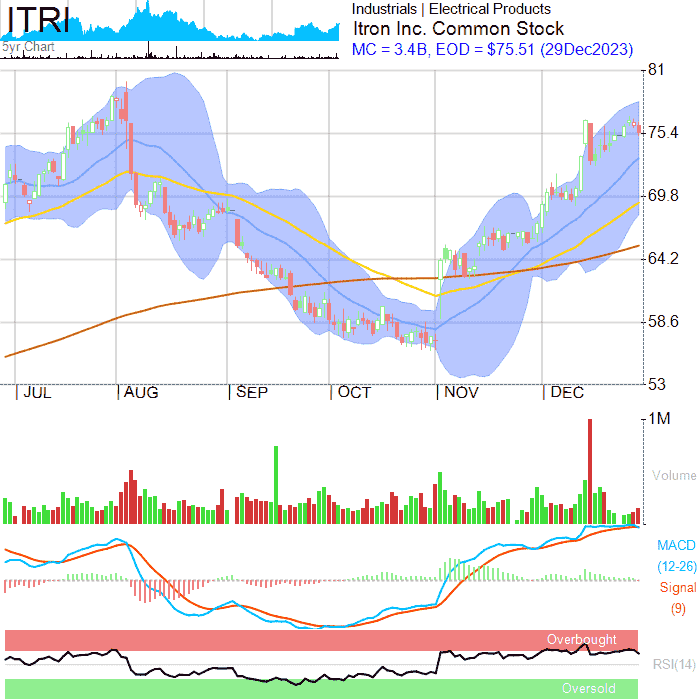 ITRI
5yr Chart
Industrials | Electrical Products
Itron Inc. Common Stock
MC = 3.4B, EOD = $75.51 (29Dec2023)
81
75.4
69.8
64.2
58.6
53
JUL AUG SEP OCT NOV DEC
1M
Volume
MACD
(12-26)
Signal
(9)
Overbought
RSI(14)
Oversold